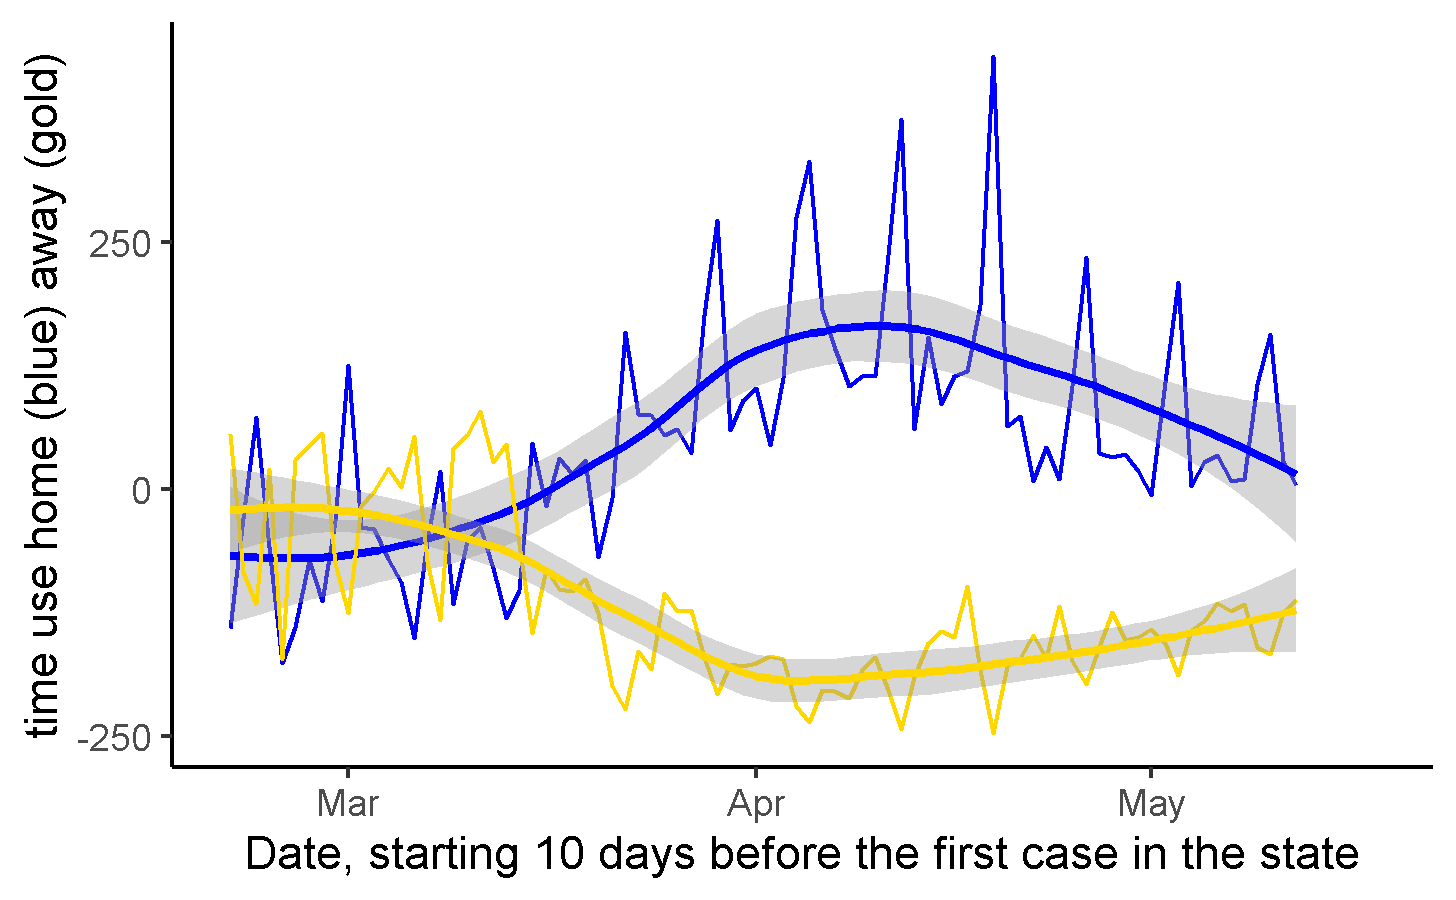 time use home (blue) away (gold)
250
0
-250
Mar
Apr
May
Date, starting 10 days before the first case in the state